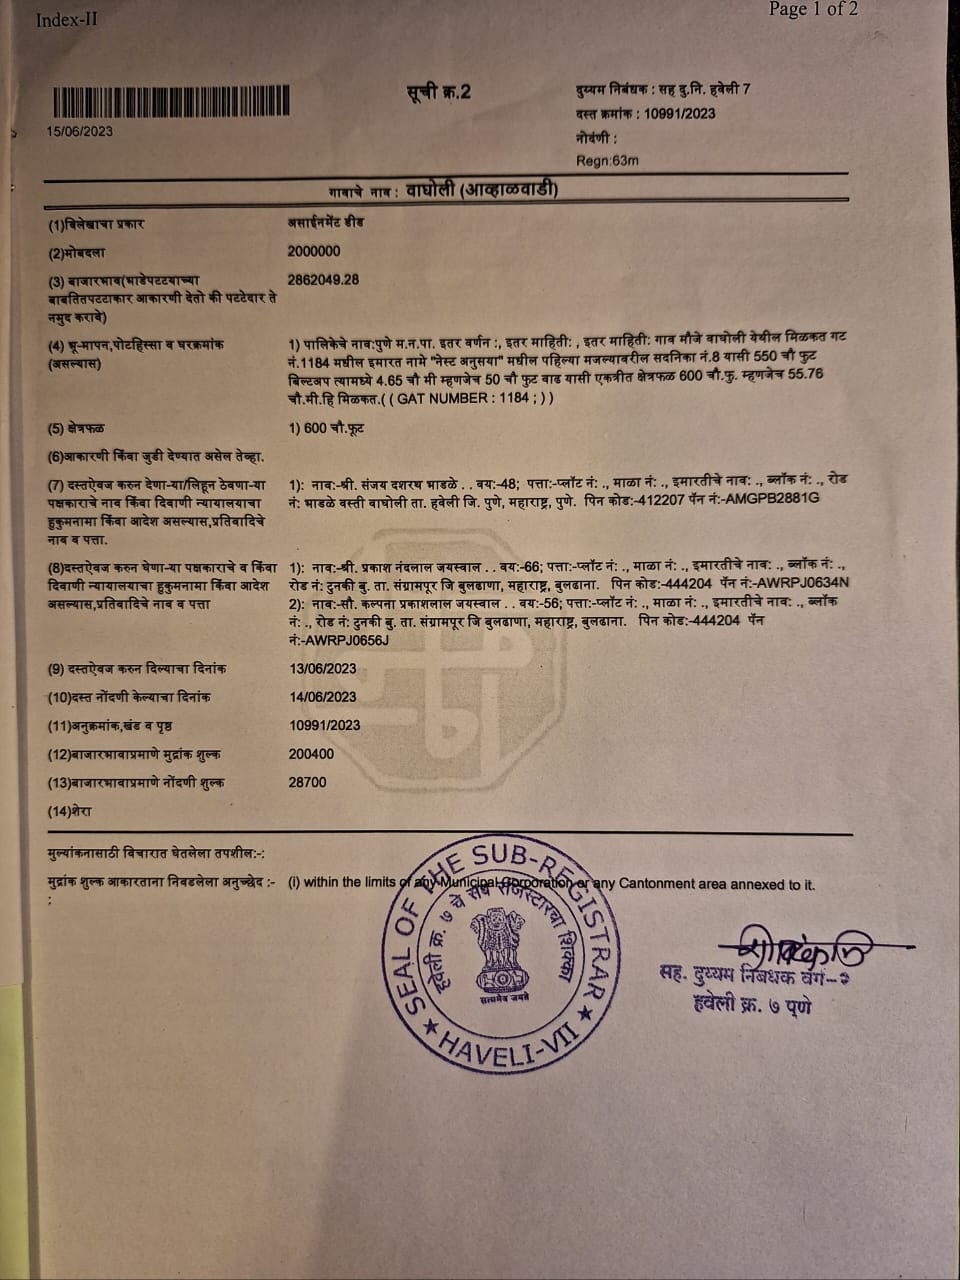 Index-II
Page 1 of 2
सूची क्र.2
दुय्यम निबंधक : सह दु.नि. हवेली 7
दस्त क्रमांक : 10991/2023
नोदंणी :
Regn:63m
15/06/2023
गावाचे नाव : वाघोली (आव्हाळवाडी)
(1)विलेखाचा प्रकार असाईनमेंट डीड
(2)मोबदला 2000000
(3) बाजारभाव(भाडेपटटयाच्या 2862049.28
बाबतितपटटाकार आकारणी देतो की पटटेदार ते
नमुद करावे)
(4) भू-मापन,पोटहिस्सा व घरक्रमांक 1) पालिकेचे नाव:पुणे म.न.पा. इतर वर्णन :, इतर माहिती: , इतर माहिती: गाव मौजे वाघोली येथील मिळकत गट
(असल्यास) नं.1184 मधील इमारत नामे "नेस्ट अनुसया" मधील पहिल्या मजल्यावरील सदनिका नं.8 यासी 550 चौ फुट
बिल्टअप त्यामध्ये 4.65 चौ मी म्हणजेच 50 चौ फुट वाढ यासी एकत्रीत क्षेत्रफळ 600 चौ.फु. म्हणजेच 55.76
चौ.मी.हि मिळकत.( ( GAT NUMBER : 1184 ; ) )
(5) क्षेत्रफळ 1) 600 चौ.फूट
(6)आकारणी किंवा जुडी देण्यात असेल तेव्हा.
(7) दस्तऐवज करुन देणा-या/लिहून ठेवणा-या 1): नाव:-श्री. संजय दशरथ भाडळे . . वय:-48; पत्ता:-प्लॉट नं: ., माळा नं: ., इमारतीचे नाव: ., ब्लॉक नं: ., रोड
पक्षकाराचे नाव किंवा दिवाणी न्यायालयाचा नं: भाडळे वस्ती वाघोली ता. हवेली जि. पुणे, महाराष्ट्र, पुणे. पिन कोड:-412207 पॅन नं:-AMGPB2881G
हुकुमनामा किंवा आदेश असल्यास,प्रतिवादिचे
नाव व पत्ता.
(8)दस्तऐवज करुन घेणा-या पक्षकाराचे व किंवा 1): नाव:-श्री. प्रकाश नंदलाल जयस्वाल . . वय:-66; पत्ता:-प्लॉट नं: ., माळा नं: ., इमारतीचे नाव: ., ब्लॉक नं: .,
दिवाणी न्यायालयाचा हुकुमनामा किंवा आदेश रोड नं: टुनकी बु. ता. संग्रामपूर जि बुलढाणा, महाराष्ट्र, बुलढाना. पिन कोड:-444204 पॅन नं:-AWRPJ0634N
असल्यास,प्रतिवादिचे नाव व पत्ता 2): नाव:-सौ. कल्पना प्रकाशलाल जयस्वाल . . वय:-56; पत्ता:-प्लॉट नं: ., माळा नं: ., इमारतीचे नाव: ., ब्लॉक
नं: ., रोड नं: टुनकी बु. ता. संग्रामपूर जि बुलढाणा, महाराष्ट्र, बुलढाना. पिन कोड:-444204 पॅन
नं:-AWRPJ0656J
(9) दस्तऐवज करुन दिल्याचा दिनांक 13/06/2023
(10)दस्त नोंदणी केल्याचा दिनांक 14/06/2023
(11)अनुक्रमांक,खंड व पृष्ठ 10991/2023
(12)बाजारभावाप्रमाणे मुद्रांक शुल्क 200400
(13)बाजारभावाप्रमाणे नोंदणी शुल्क 28700
(14)शेरा
मुल्यांकनासाठी विचारात घेतलेला तपशील:-:
मुद्रांक शुल्क आकारताना निवडलेला अनुच्छेद :- (i) within the limits of any Municipal Corporation or any Cantonment area annexed to it.
:
SEAL OF THE SUB-REGISTRAR
हवेली क्र. ७ चे सब रजिस्टारचा शिक्का
सत्यमेव जयते
HAVELI-VII
सह. दुय्यम निबंधक वर्ग-२
हवेली क्र. ७ पुणे